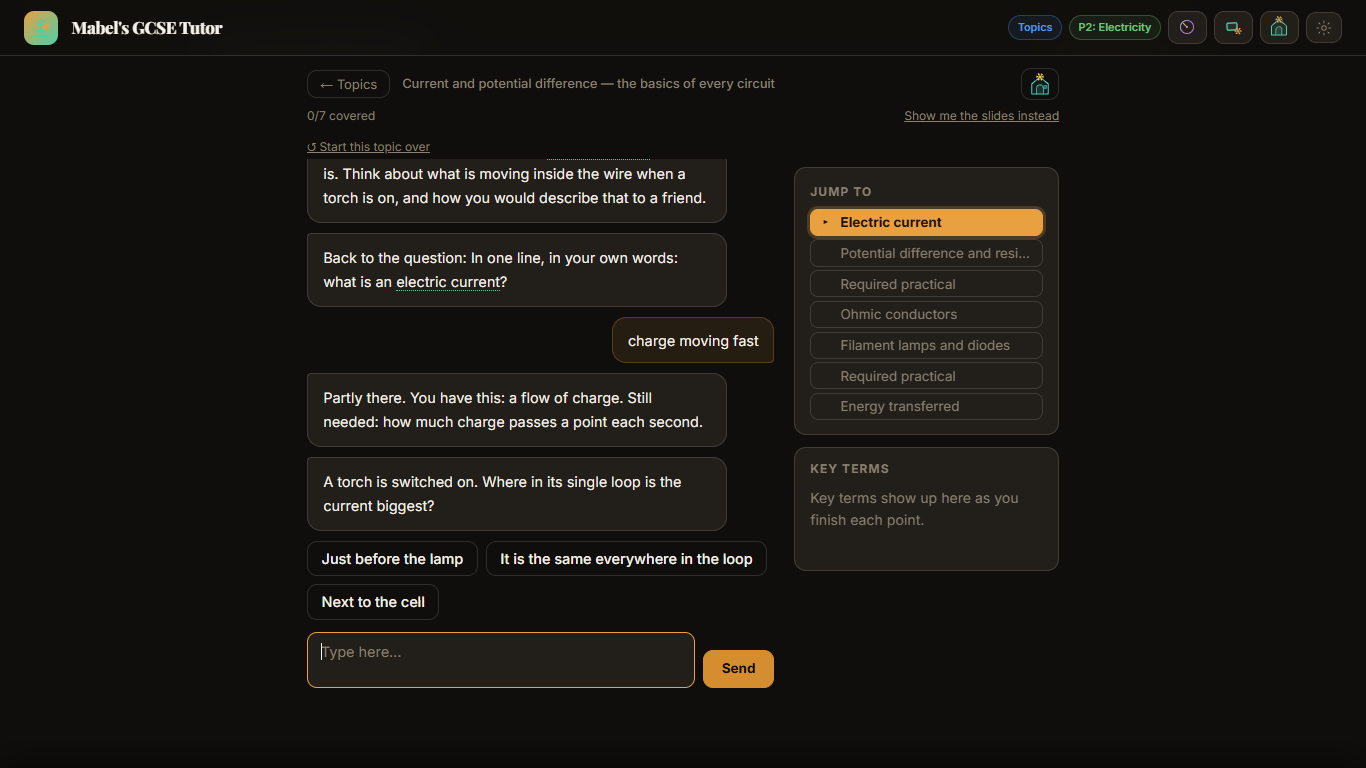 Mabel's GCSE Tutor
Topics
P2: Electricity
← Topics
Current and potential difference — the basics of every circuit
0/7 covered
Show me the slides instead
↺ Start this topic over
is. Think about what is moving inside the wire when a
torch is on, and how you would describe that to a friend.
Back to the question: In one line, in your own words:
what is an electric current?
charge moving fast
Partly there. You have this: a flow of charge. Still
needed: how much charge passes a point each second.
A torch is switched on. Where in its single loop is the
current biggest?
Just before the lamp
It is the same everywhere in the loop
Next to the cell
Type here...
Send
JUMP TO
Electric current
Potential difference and resi...
Required practical
Ohmic conductors
Filament lamps and diodes
Required practical
Energy transferred
KEY TERMS
Key terms show up here as you
finish each point.